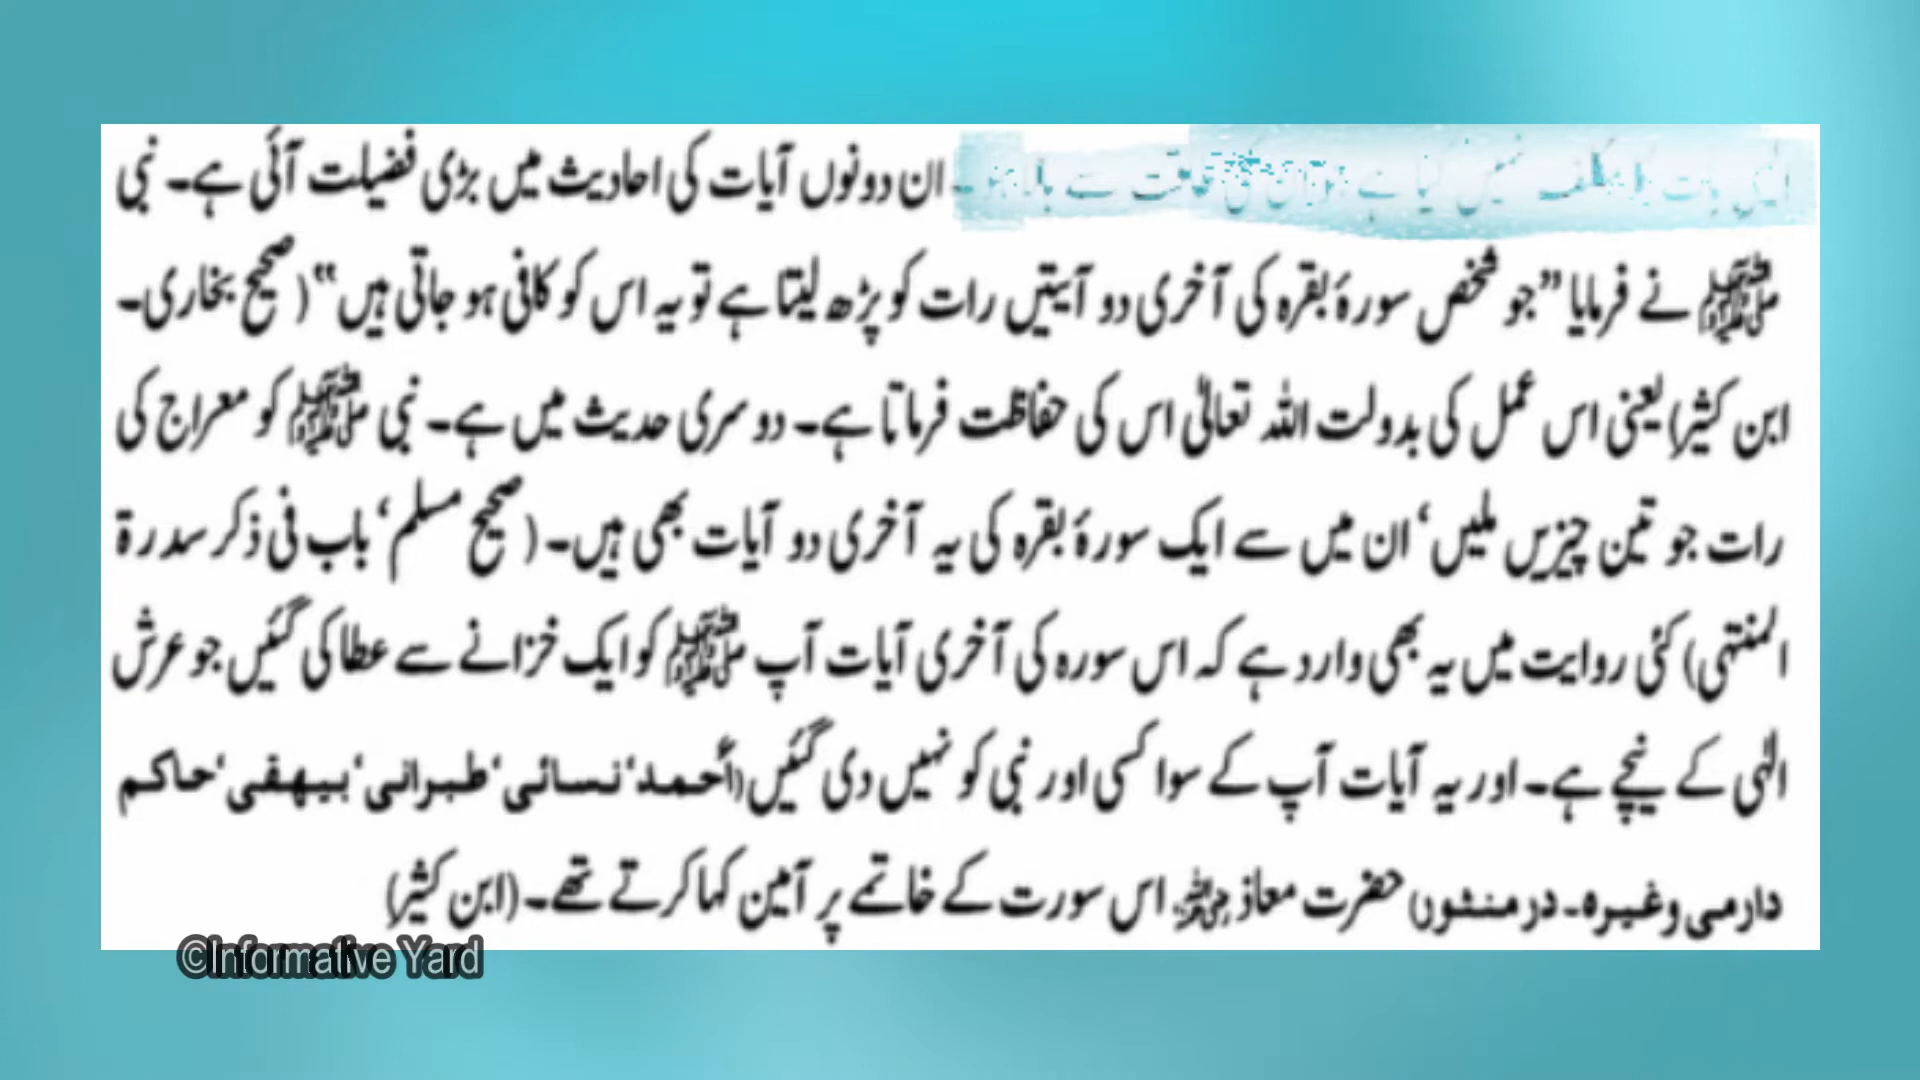 ان دونوں آیات کی احادیث میں بڑی فضیلت آئی ہے۔ نبی
ﷺ نے فرمایا ”جو شخص سورۂ بقرہ کی آخری دو آیتیں رات کو پڑھ لیتا ہے تو یہ اس کو کافی ہو جاتی ہیں“ (صحیح بخاری۔
ابن کثیر) یعنی اس عمل کی بدولت اللہ تعالیٰ اس کی حفاظت فرماتا ہے۔ دوسری حدیث میں ہے۔ نبی ﷺ کو معراج کی
رات جو تین چیزیں ملیں‘ ان میں سے ایک سورۂ بقرہ کی یہ آخری دو آیات بھی ہیں۔ (صحیح مسلم‘ باب فی ذکر سدرۃ
المنتہی) کئی روایت میں یہ بھی وارد ہے کہ اس سورہ کی آخری آیات آپ ﷺ کو ایک خزانے سے عطا کی گئیں جو عرش
الٰہی کے نیچے ہے۔ اور یہ آیات آپ کے سوا کسی اور نبی کو نہیں دی گئیں (أحمد‘ نسائی‘ طبرانی‘ بیهقی‘ حاکم
دارمی وغیرہ۔ در منثور) حضرت معاذ رضی اللہ عنہ اس سورت کے خاتمے پر آمین کہا کرتے تھے۔ (ابن کثیر)
©Informative Yard